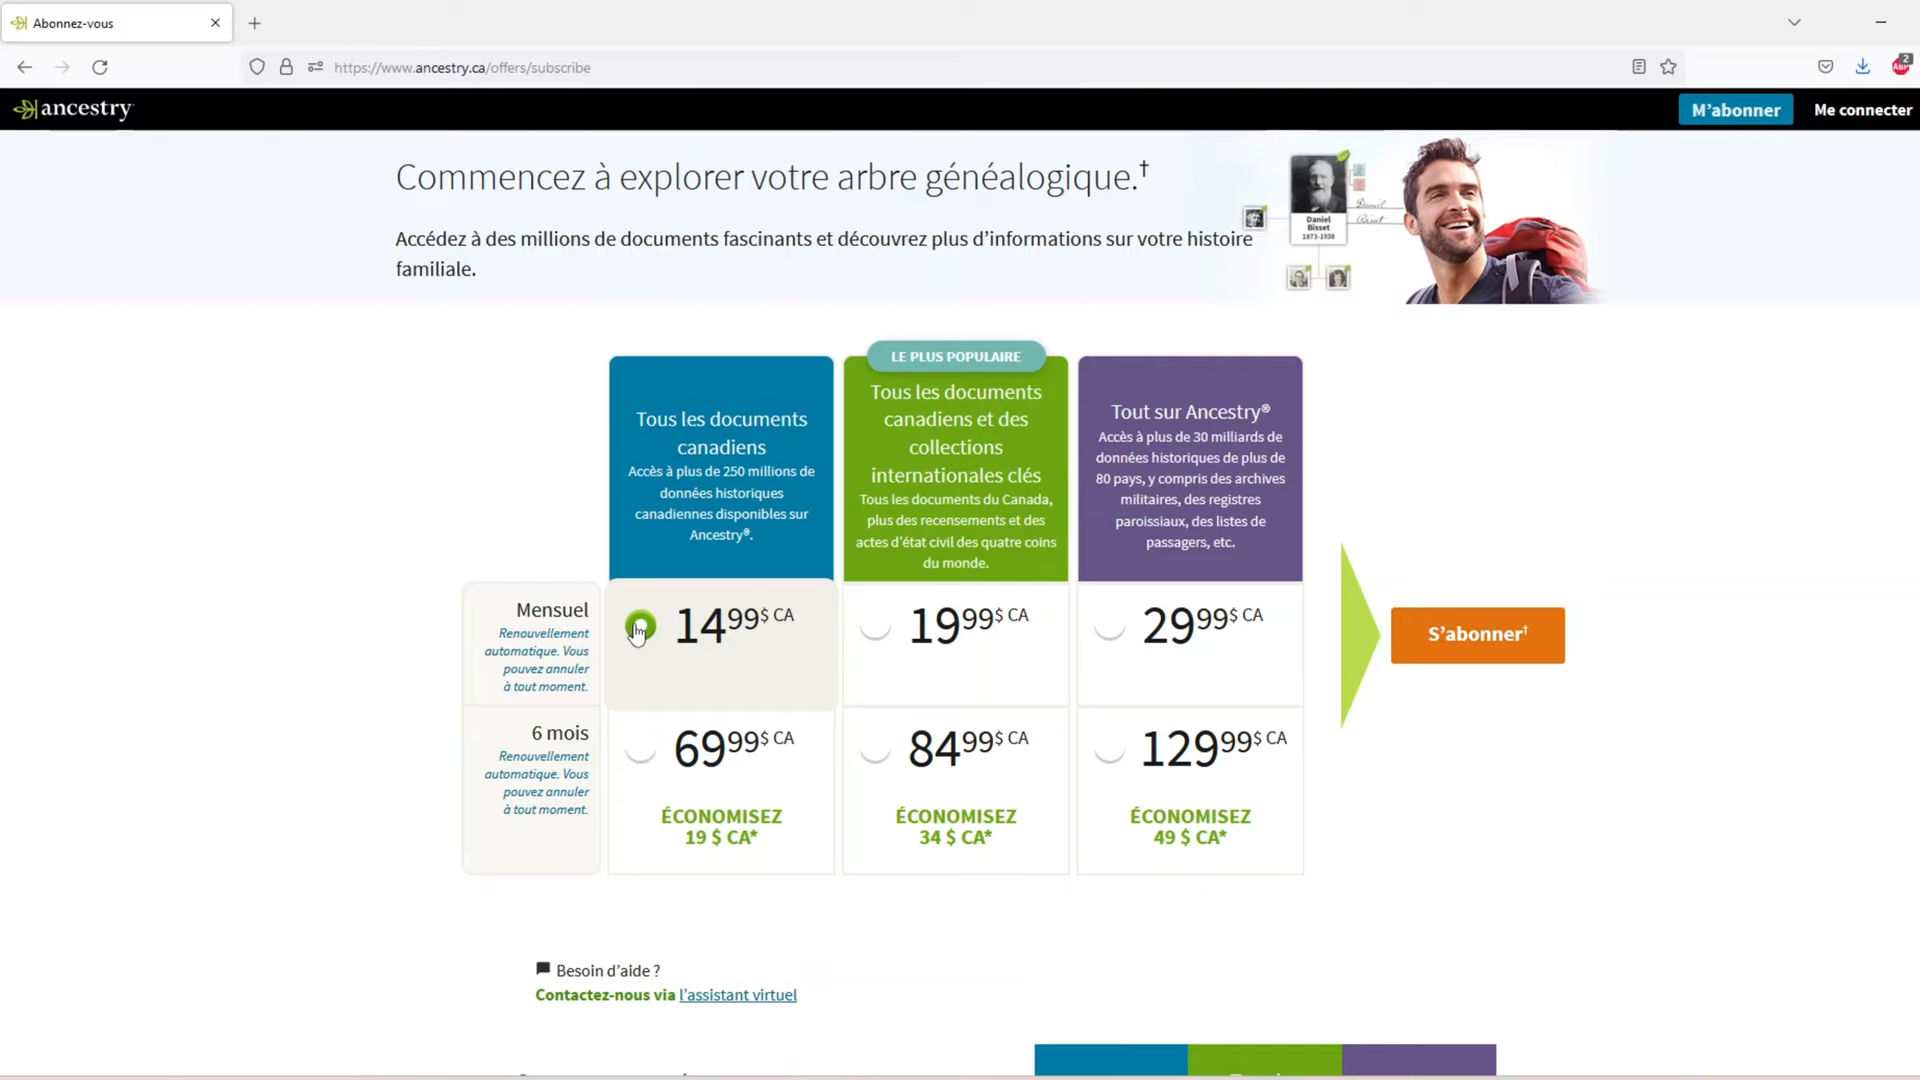 Abonnez-vous
https://www.ancestry.ca/offers/subscribe
2
ABP
ancestry
M’abonner
Me connecter
Commencez à explorer votre arbre généalogique.†
Accédez à des millions de documents fascinants et découvrez plus d’informations sur votre histoire
familiale.
Daniel
Bisset
1873-1938
LE PLUS POPULAIRE
Tous les documents
canadiens
Accès à plus de 250 millions de
données historiques
canadiennes disponibles sur
Ancestry®.
Tous les documents
canadiens et des
collections
internationales clés
Tous les documents du Canada,
plus des recensements et des
actes d’état civil des quatre coins
du monde.
Tout sur Ancestry®
Accès à plus de 30 milliards de
données historiques de plus de
80 pays, y compris des archives
militaires, des registres
paroissiaux, des listes de
passagers, etc.
Mensuel
Renouvellement
automatique. Vous
pouvez annuler
à tout moment.
14 99 $ CA
19 99 $ CA
29 99 $ CA
S’abonner†
6 mois
Renouvellement
automatique. Vous
pouvez annuler
à tout moment.
69 99 $ CA
84 99 $ CA
129 99 $ CA
ÉCONOMISEZ
19 $ CA*
ÉCONOMISEZ
34 $ CA*
ÉCONOMISEZ
49 $ CA*
Besoin d’aide ?
Contactez-nous via l’assistant virtuel